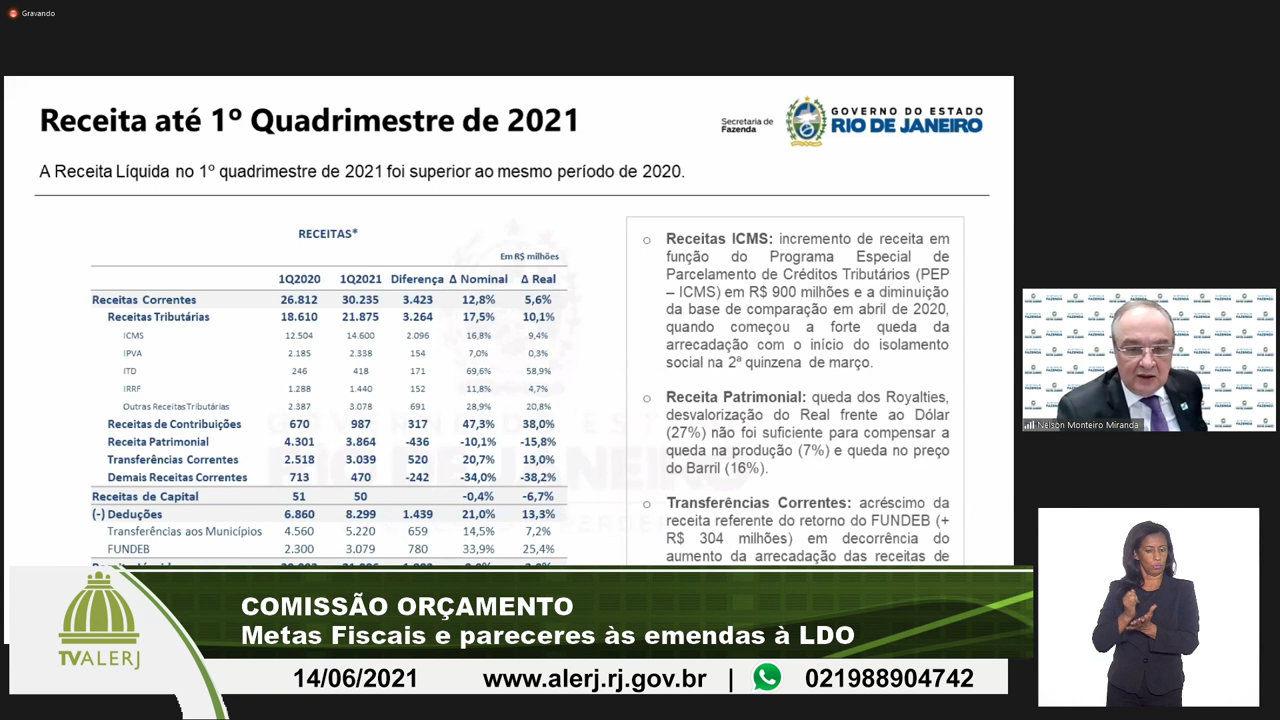 Gravando
Receita até 1º Quadrimestre de 2021
Secretaria de
Fazenda
GOVERNO DO ESTADO
RIO DE JANEIRO
A Receita Líquida no 1º quadrimestre de 2021 foi superior ao mesmo período de 2020.
RECEITAS*
Em R$ milhões
1Q2020 1Q2021 Diferença Δ Nominal Δ Real
Receitas Correntes 26.812 30.235 3.423 12,8% 5,6%
Receitas Tributárias 18.610 21.875 3.264 17,5% 10,1%
ICMS 12.504 14.600 2.096 16,8% 9,4%
IPVA 2.185 2.338 154 7,0% 0,3%
ITD 246 418 171 69,6% 58,9%
IRRF 1.288 1.440 152 11,8% 4,7%
Outras Receitas Tributárias 2.387 3.078 691 28,9% 20,8%
Receitas de Contribuições 670 987 317 47,3% 38,0%
Receita Patrimonial 4.301 3.864 -436 -10,1% -15,8%
Transferências Correntes 2.518 3.039 520 20,7% 13,0%
Demais Receitas Correntes 713 470 -242 -34,0% -38,2%
Receitas de Capital 51 50 -0,4% -6,7%
(-) Deduções 6.860 8.299 1.439 21,0% 13,3%
Transferências aos Municípios 4.560 5.220 659 14,5% 7,2%
FUNDEB 2.300 3.079 780 33,9% 25,4%
Receitas ICMS: incremento de receita em
função do Programa Especial de
Parcelamento de Créditos Tributários (PEP
– ICMS) em R$ 900 milhões e a diminuição
da base de comparação em abril de 2020,
quando começou a forte queda da
arrecadação com o início do isolamento
social na 2ª quinzena de março.
Receita Patrimonial: queda dos Royalties,
desvalorização do Real frente ao Dólar
(27%) não foi suficiente para compensar a
queda na produção (7%) e queda no preço
do Barril (16%).
Transferências Correntes: acréscimo da
receita referente do retorno do FUNDEB (+
R$ 304 milhões) em decorrência do
aumento da arrecadação das receitas de
Nelson Monteiro Miranda
TVALERJ
COMISSÃO ORÇAMENTO
Metas Fiscais e pareceres às emendas à LDO
14/06/2021 www.alerj.rj.gov.br | 021988904742